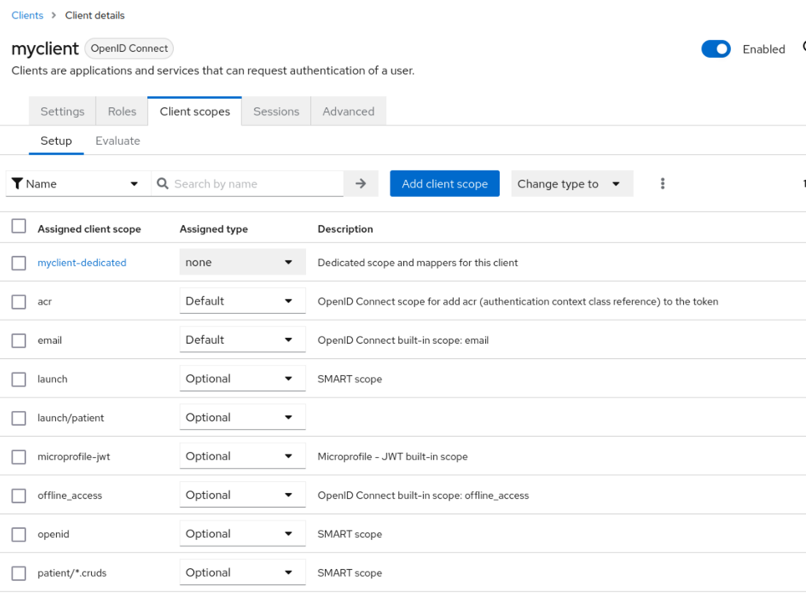 Clients > Client details
myclient OpenID Connect Enabled
Clients are applications and services that can request authentication of a user.
Settings Roles Client scopes Sessions Advanced
Setup Evaluate
Name Search by name Add client scope Change type to
Assigned client scope Assigned type Description
myclient-dedicated none Dedicated scope and mappers for this client
acr Default OpenID Connect scope for add acr (authentication context class reference) to the token
email Default OpenID Connect built-in scope: email
launch Optional SMART scope
launch/patient Optional
microprofile-jwt Optional Microprofile - JWT built-in scope
offline_access Optional OpenID Connect built-in scope: offline_access
openid Optional SMART scope
patient/*.cruds Optional SMART scope